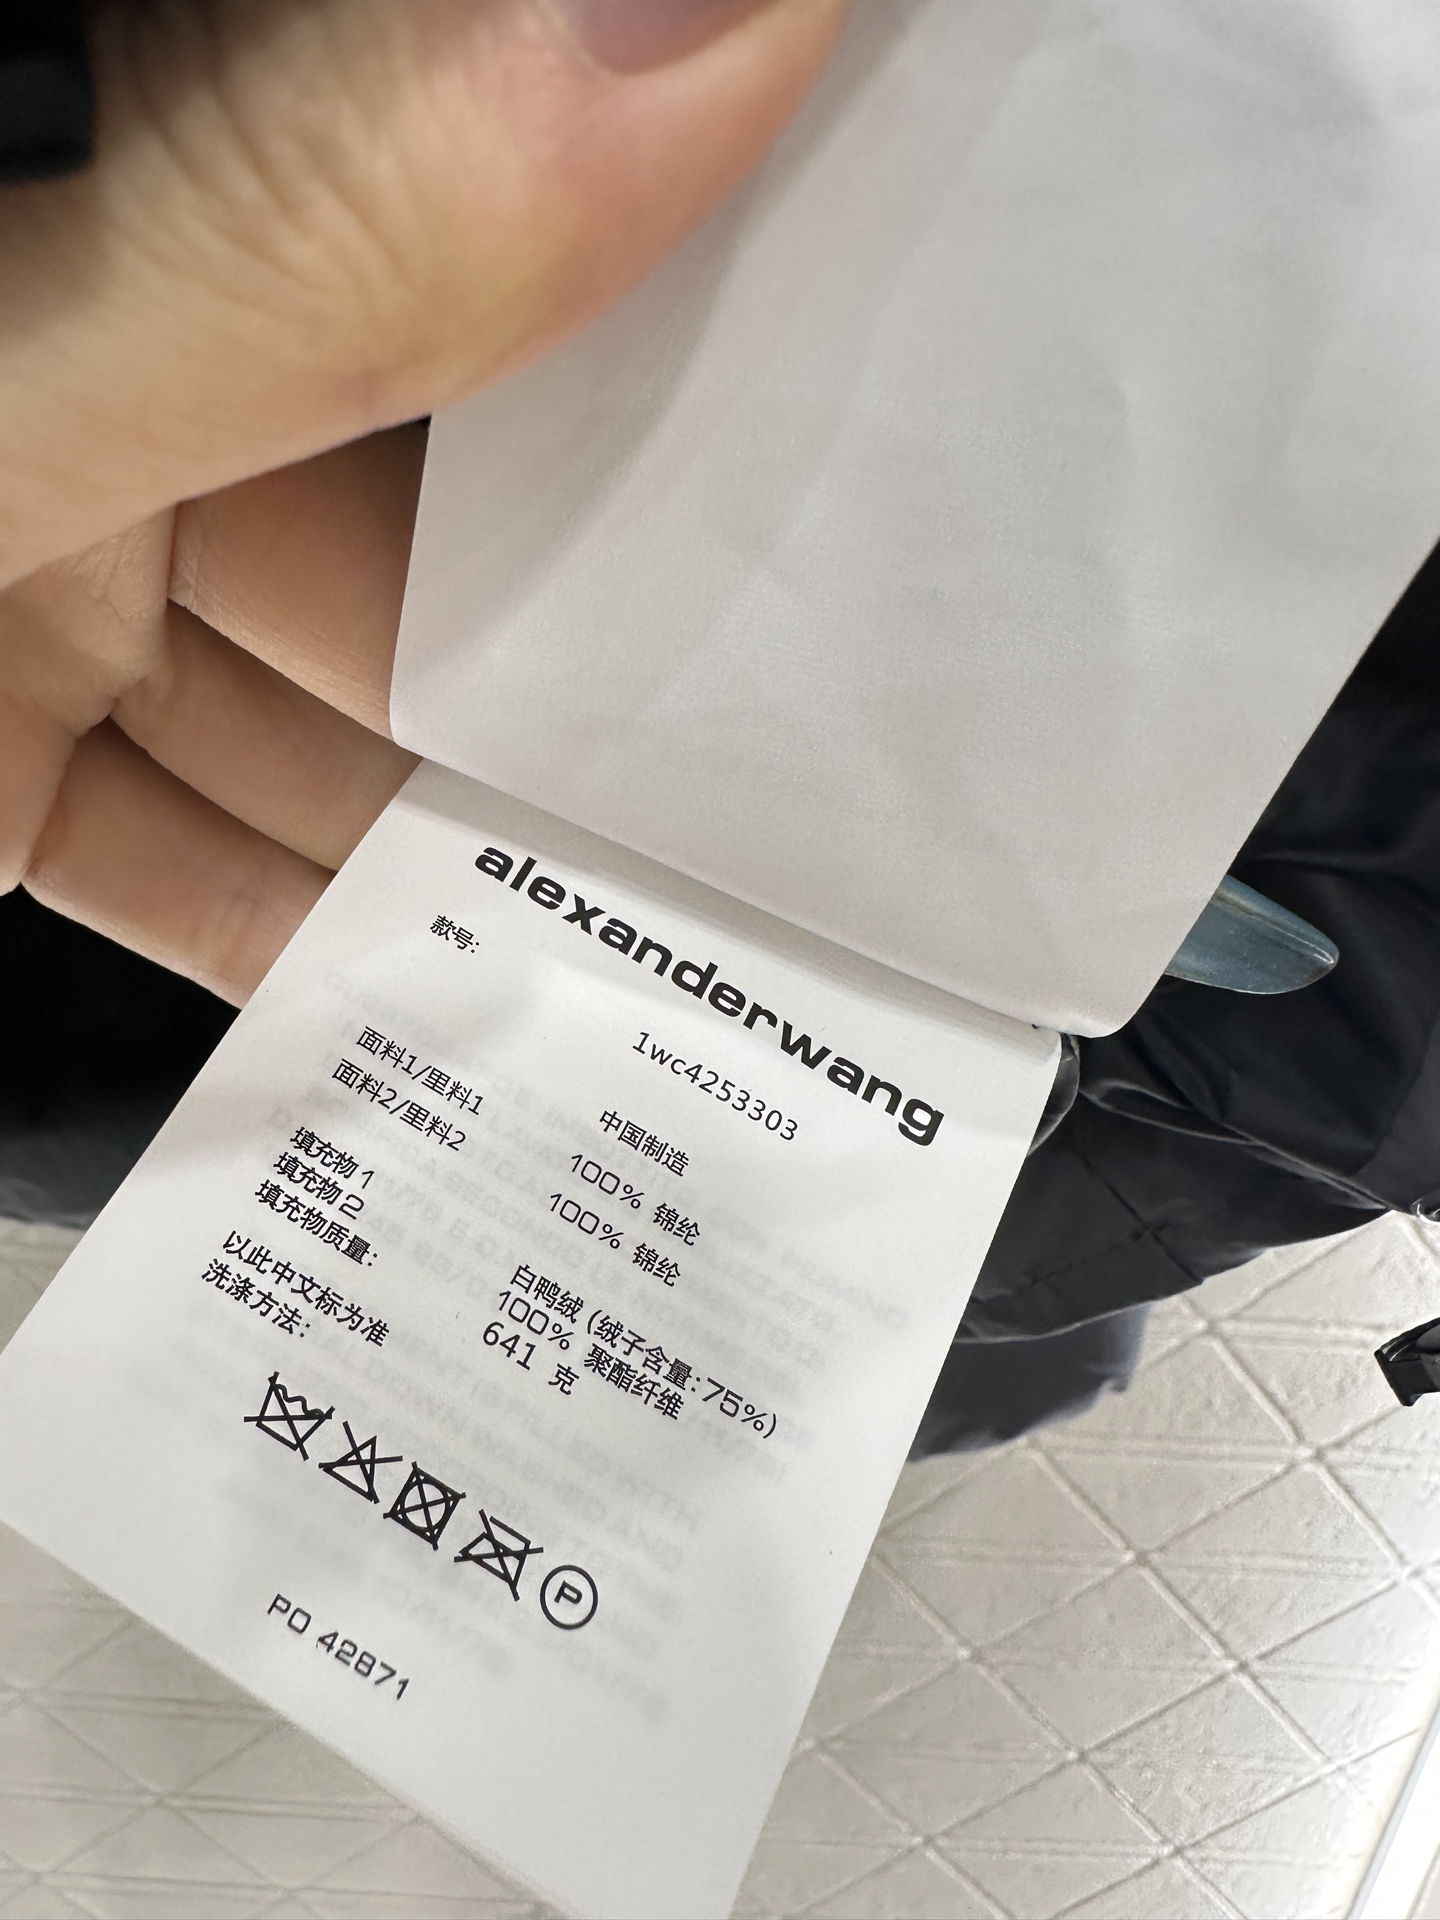 alexanderwang
款号:
1wc4253303
中国制造
面料1/里料1 100% 锦纶
面料2/里料2 100% 锦纶
填充物 1 白鸭绒 (绒子含量:75%)
填充物 2 100% 聚酯纤维
填充物质量: 641 克
以此中文标为准
洗涤方法:
P
PO 42871